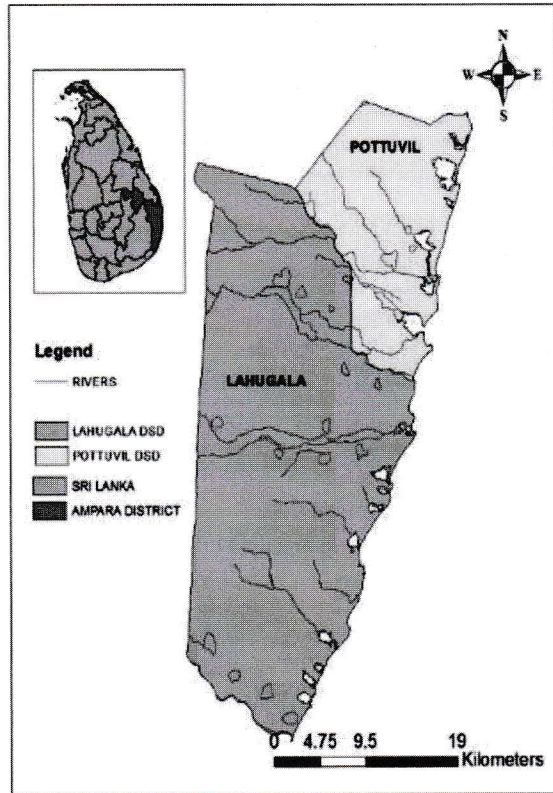 N
W E
S
POTTUVIL
LAHUGALA
Legend
RIVERS
LAHUGALA DSD
POTTUVIL DSD
SRI LANKA
AMPARA DISTRICT
0 4.75 9.5 19
Kilometers